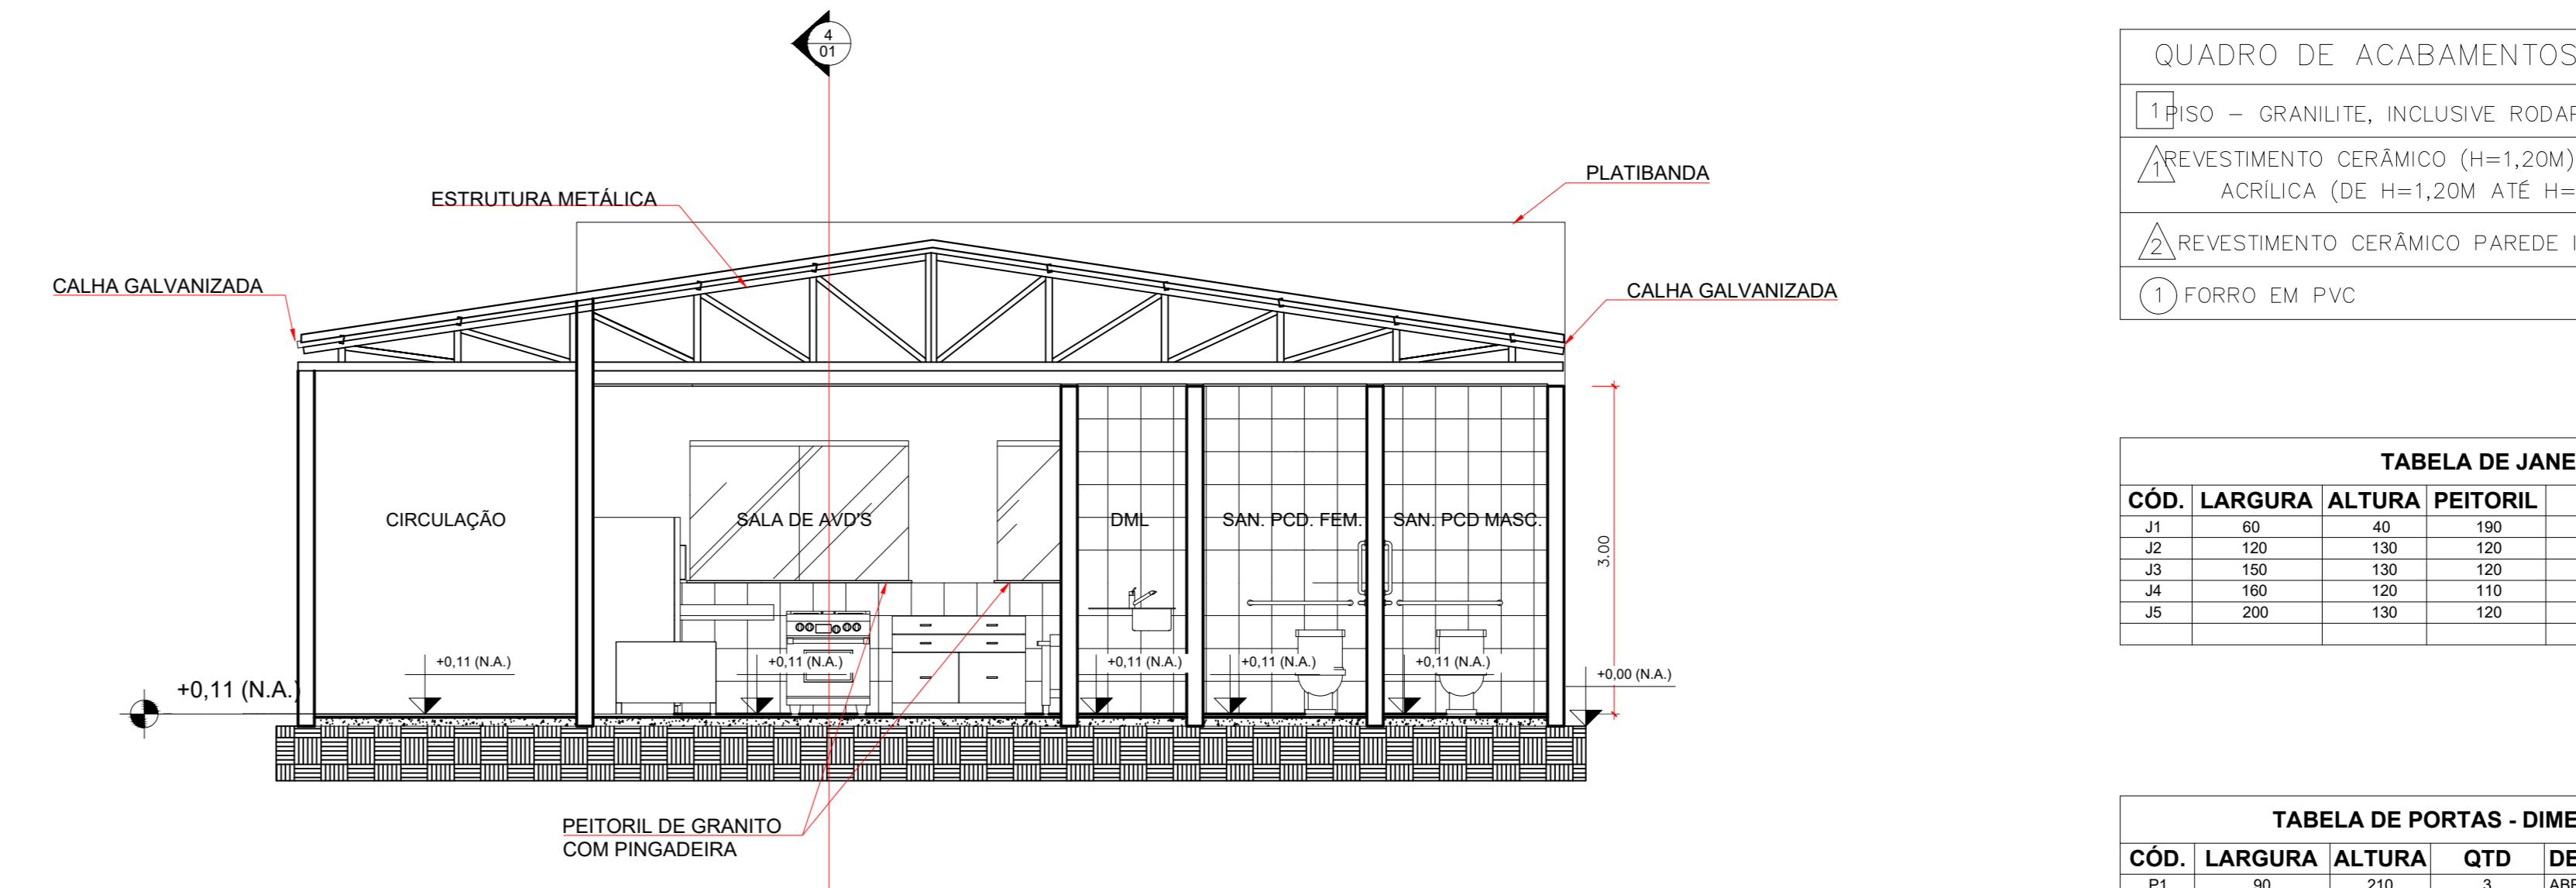 4
01
PLATIBANDA
ESTRUTURA METÁLICA
CALHA GALVANIZADA
CALHA GALVANIZADA
CIRCULAÇÃO
SALA DE AVD'S
DML
SAN. PCD. FEM.
SAN. PCD MASC.
3.00
+0,11 (N.A.)
+0,11 (N.A.)
+0,11 (N.A.)
+0,11 (N.A.)
+0,11 (N.A.)
+0,00 (N.A.)
+0,11 (N.A.)
PEITORIL DE GRANITO
COM PINGADEIRA
QUADRO DE ACABAMENTOS
1 PISO – GRANILITE, INCLUSIVE
1 REVESTIMENTO CERÂMICO (H=1,20M)
ACRÍLICA (DE H=1,20M ATÉ H=
2 REVESTIMENTO CERÂMICO PAREDE
1 FORRO EM PVC
TABELA DE
CÓD. LARGURA ALTURA PEITORIL
J1 60 40 190
J2 120 130 120
J3 150 130 120
J4 160 120 110
J5 200 130 120
TABELA DE PORTAS -
CÓD. LARGURA ALTURA QTD
P1 90 210 3